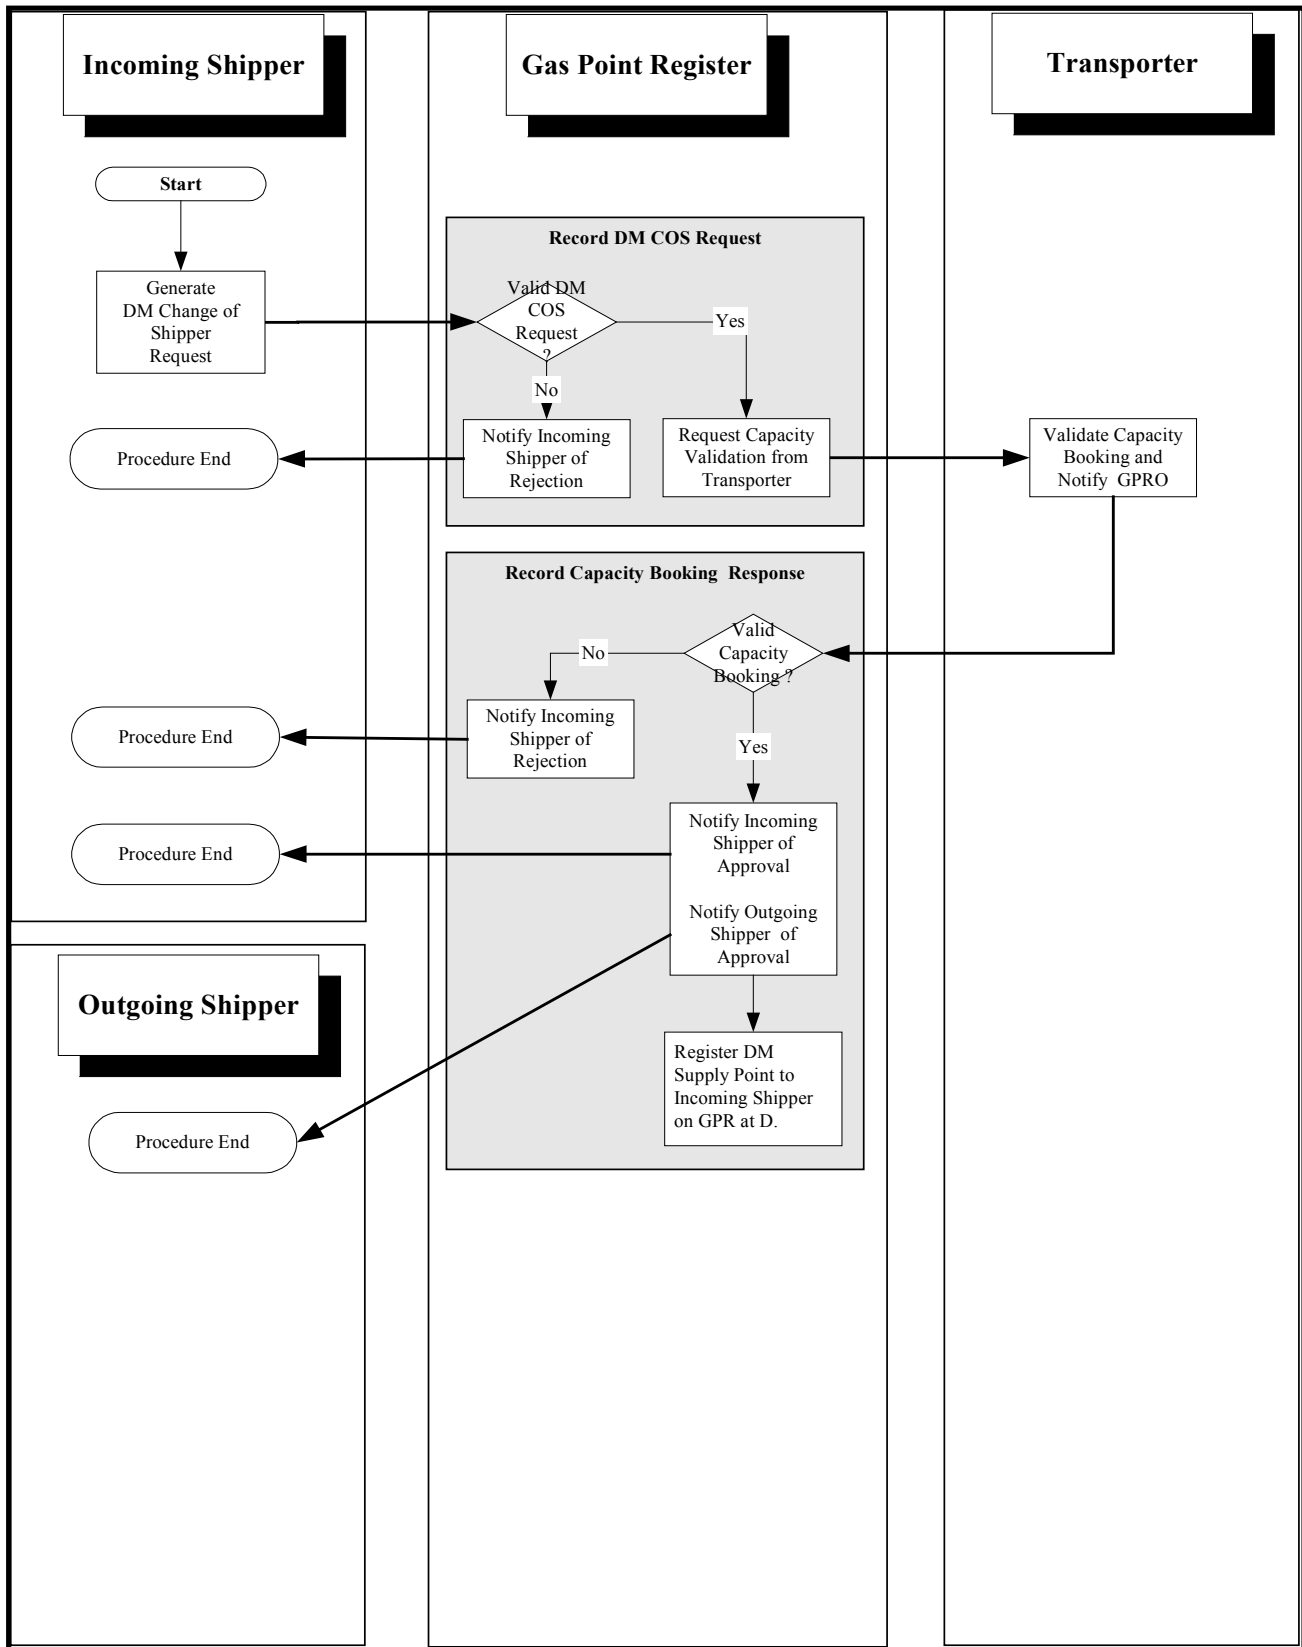 Incoming Shipper
Gas Point Register
Transporter
Start
Record DM COS Request
Generate
DM Change of
Shipper
Request
Valid DM
COS
Request
?
Yes
No
Procedure End
Notify Incoming
Shipper of
Rejection
Request Capacity
Validation from
Transporter
Validate Capacity
Booking and
Notify GPRO
Record Capacity Booking Response
Valid
Capacity
Booking ?
No
Procedure End
Notify Incoming
Shipper of
Rejection
Yes
Procedure End
Notify Incoming
Shipper of
Approval
Notify Outgoing
Shipper of
Approval
Outgoing Shipper
Register DM
Supply Point to
Incoming Shipper
on GPR at D.
Procedure End